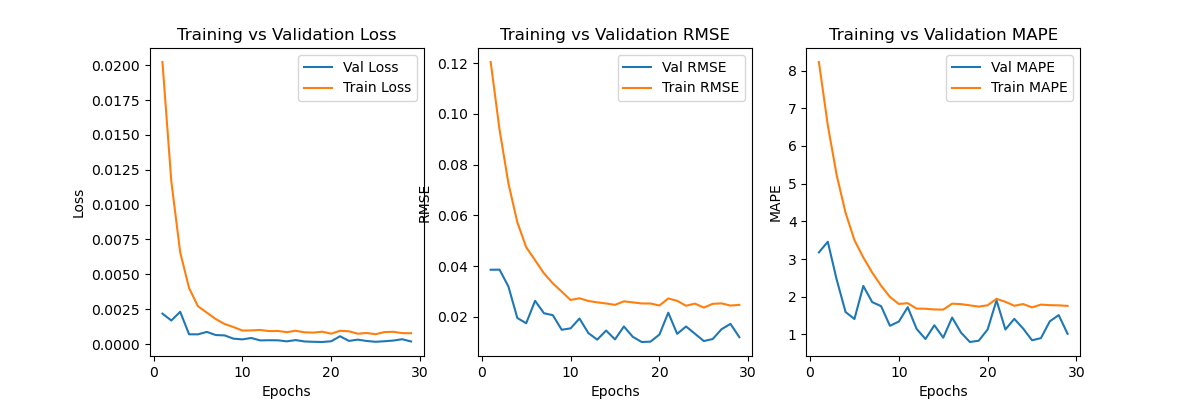 Training vs Validation Loss
Val Loss
Train Loss
0.0200
0.0175
0.0150
0.0125
0.0100
0.0075
0.0050
0.0025
0.0000
Loss
0
10
20
30
Epochs
Training vs Validation RMSE
Val RMSE
Train RMSE
0.12
0.10
0.08
0.06
0.04
0.02
RMSE
0
10
20
30
Epochs
Training vs Validation MAPE
Val MAPE
Train MAPE
8
7
6
5
4
3
2
1
MAPE
0
10
20
30
Epochs